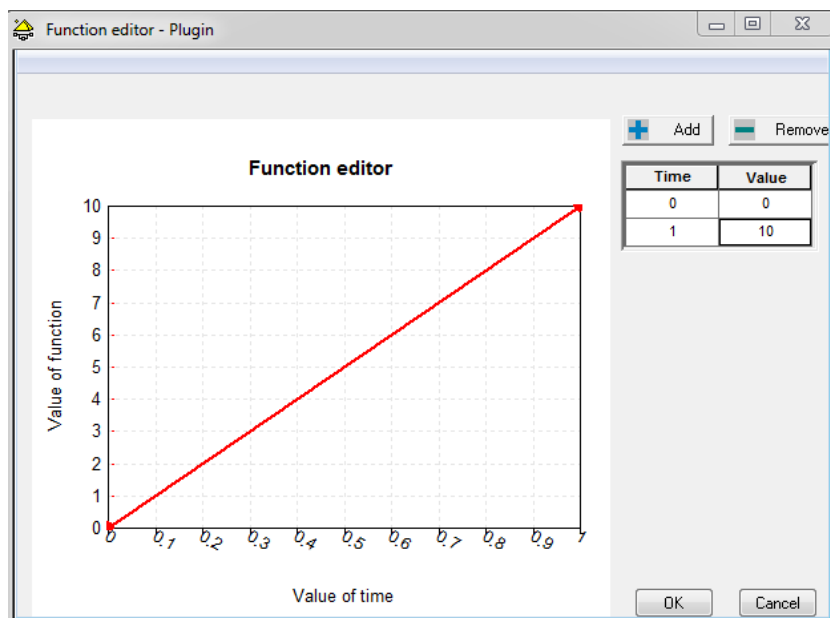 Function editor - Plugin
Add
Remove
Function editor
Time Value
0 0
1 10
10
9
8
7
6
5
4
3
2
1
0
Value of function
0 0.1 0.2 0.3 0.4 0.5 0.6 0.7 0.8 0.9 1
Value of time
OK
Cancel